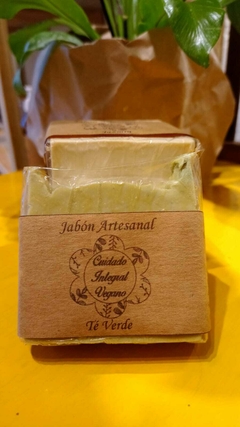 Jabón Artesanal
Cuidado
Integral
Vegano
Té Verde